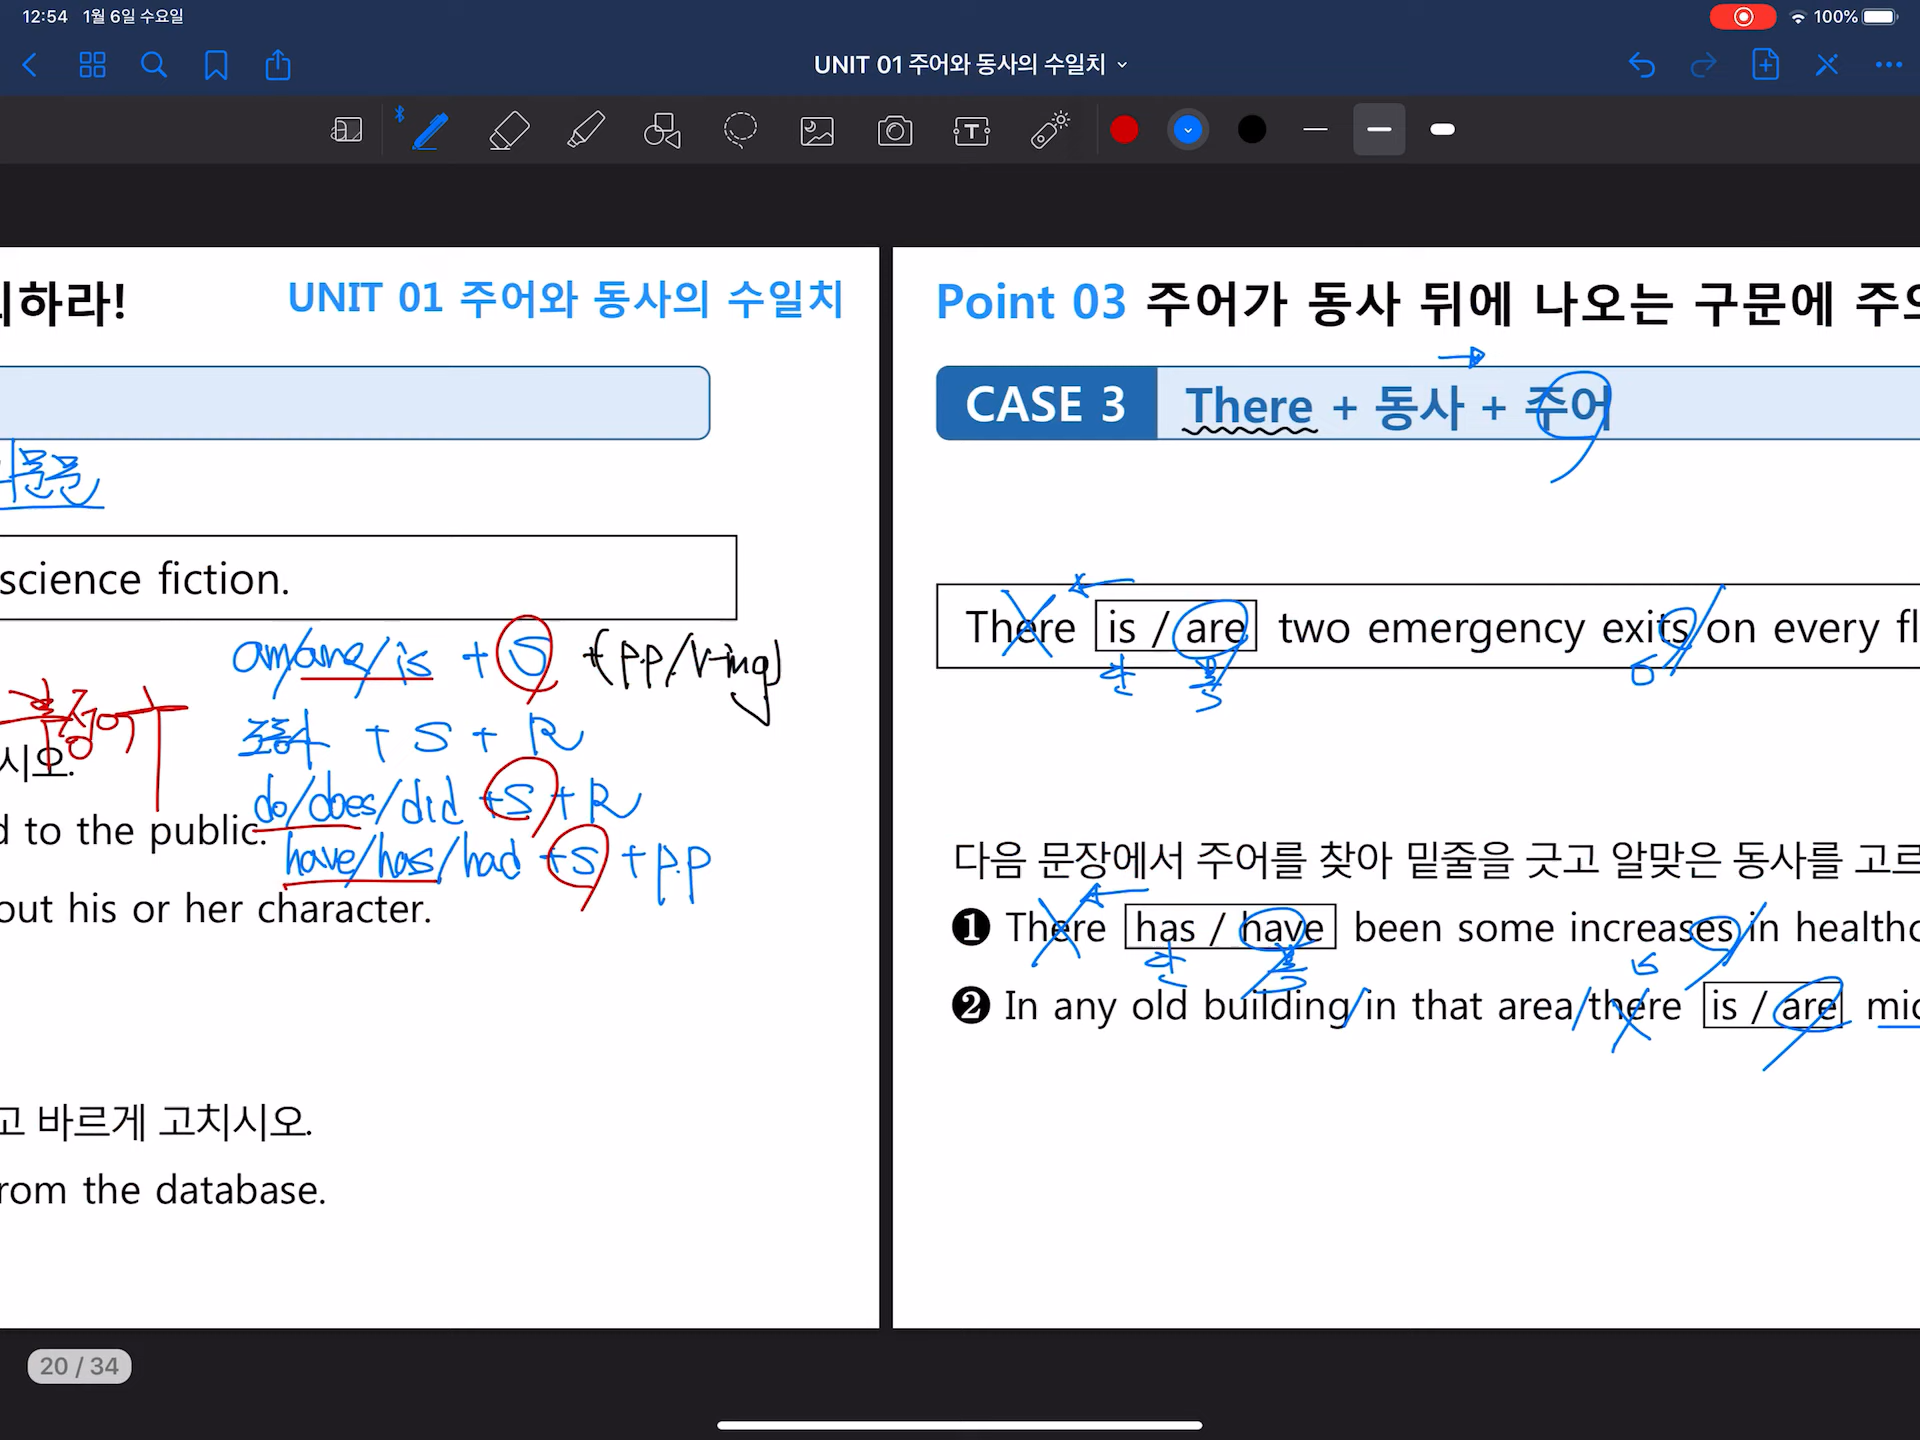 12:54 1월 6일 수요일
100%
UNIT 01 주어와 동사의 수일치
하라!
UNIT 01 주어와 동사의 수일치
science fiction.
am/are/is + S + (p.p/V-ing)
조동사 + S + R
시오.
do/does/did + S + R
d to the public.
have/has/had + S + p.p
out his or her character.
고 바르게 고치시오.
rom the database.
Point 03 주어가 동사 뒤에 나오는 구문에 주의
CASE 3 There + 동사 + 주어
There is / are two emergency exits on every fl
단 복
다음 문장에서 주어를 찾아 밑줄을 긋고 알맞은 동사를 고르
❶ There has / have been some increases in healthc
단 복
❷ In any old building in that area there is / are mic
20 / 34